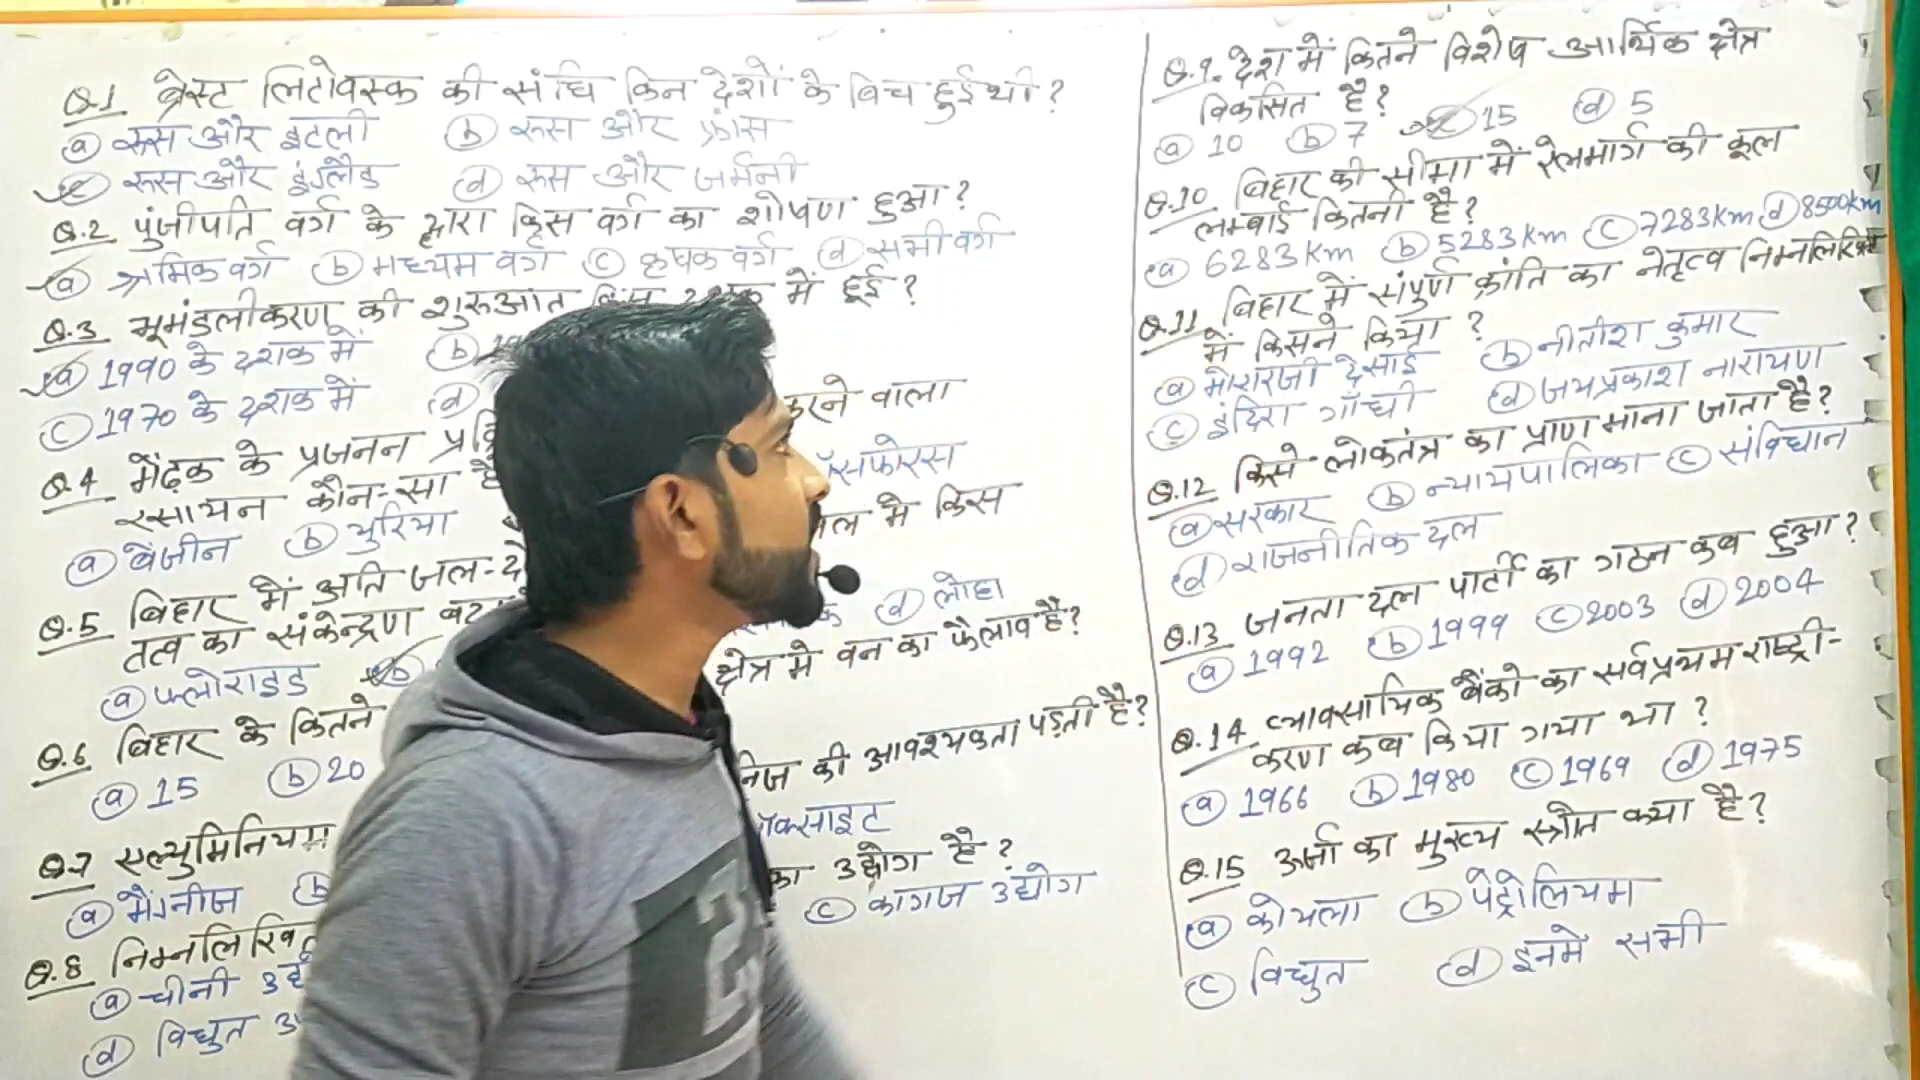 Q.1 ब्रेस्ट लिटोवस्क की संधि किन देशों के बिच हुई थी?
(a) रूस और इटली (b) रूस और फ्रांस
(c) रूस और इंग्लैंड (d) रूस और जर्मनी
Q.2 पुंजीपति वर्ग के द्वारा किस वर्ग का शोषण हुआ?
(a) श्रमिक वर्ग (b) मध्यम वर्ग (c) कृषक वर्ग (d) सभी वर्ग
Q.3 भूमंडलीकरण की शुरुआत किस दशक में हुई?
(a) 1990 के दशक में (b)
(c) 1970 के दशक में (d)
Q.4 मेंढ़क के प्रजनन करने वाला
रसायन कौन-सा है
(a) बेंजीन (b) युरिया फॉसफोरस
Q.5 बिहार में अति जल- में किस
तत्व का संकेन्द्रण
(a) फ्लोराइड (b) (d) लोहा
Q.6 बिहार के कितने क्षेत्र मे वन का फैलाव है?
(a) 15 (b) 20
Q.7 एल्युमिनियम की आवश्यकता पड़ती है?
(a) मैंगनीज (b)
Q.8 निम्नलिखित का उद्योग है?
(a) चीनी (c) कागज उद्योग
(d) विद्युत
Q.9. देश में कितने विशेष आर्थिक क्षेत्र
विकसित है?
(a) 10 (b) 7 (c) 15 (d) 5
Q.10 बिहार की सीमा में रेलमार्ग की कूल
लम्बाई कितनी है?
(a) 6283 Km (b) 5283 Km (c) 7283 Km (d) 8500 km
Q.11 बिहार में संपुर्ण क्रांति का नेतृत्व निम्नलिखित
में किसने किया ?
(a) मोरारजी देसाई (b) नीतीश कुमार
(c) इंदिरा गाँधी (d) जयप्रकाश नारायण
Q.12 किसे लोकतंत्र का प्राण माना जाता है?
(a) सरकार (b) न्यायपालिका (c) संविधान
(d) राजनीतिक दल
Q.13 जनता दल पार्टी का गठन कब हुआ?
(a) 1992 (b) 1999 (c) 2003 (d) 2004
Q.14 व्यावसायिक बैंको का सर्वप्रथम राष्ट्री-
करण कब किया गया था ?
(a) 1966 (b) 1980 (c) 1969 (d) 1975
Q.15 ऊर्जा का मुख्य स्त्रोत क्या है?
(a) कोयला (b) पेट्रोलियम
(c) विद्युत (d) इनमे सभी